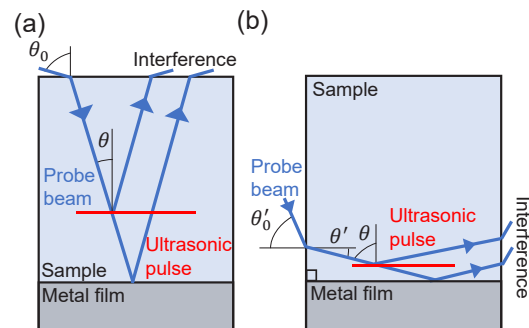 (a)
θ₀
Interference
θ
Probe
beam
Ultrasonic
pulse
Sample
Metal film
(b)
Sample
Probe
beam
θ′₀
θ′
θ
Ultrasonic
pulse
Interference
Metal film